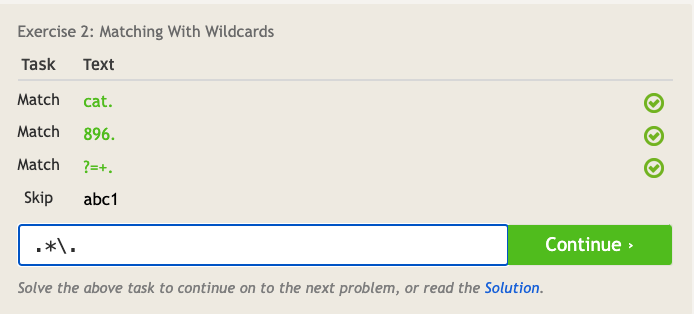 Exercise 2: Matching With Wildcards
Task Text
Match cat.
Match 896.
Match ?=+.
Skip abc1
.*\.
Continue ›
Solve the above task to continue on to the next problem, or read the Solution.